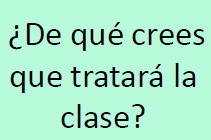 ¿De qué crees
que tratará la
clase?